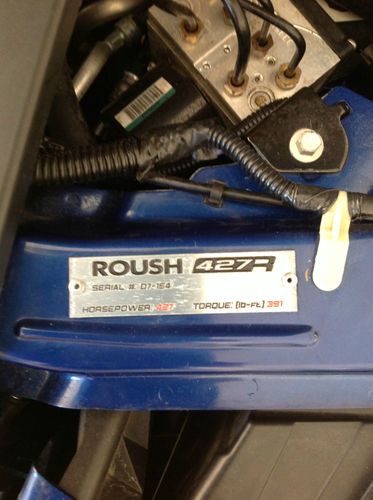 ROUSH 427R
SERIAL #: 07-154
HORSEPOWER: 427 TORQUE: (lb-Ft) 391